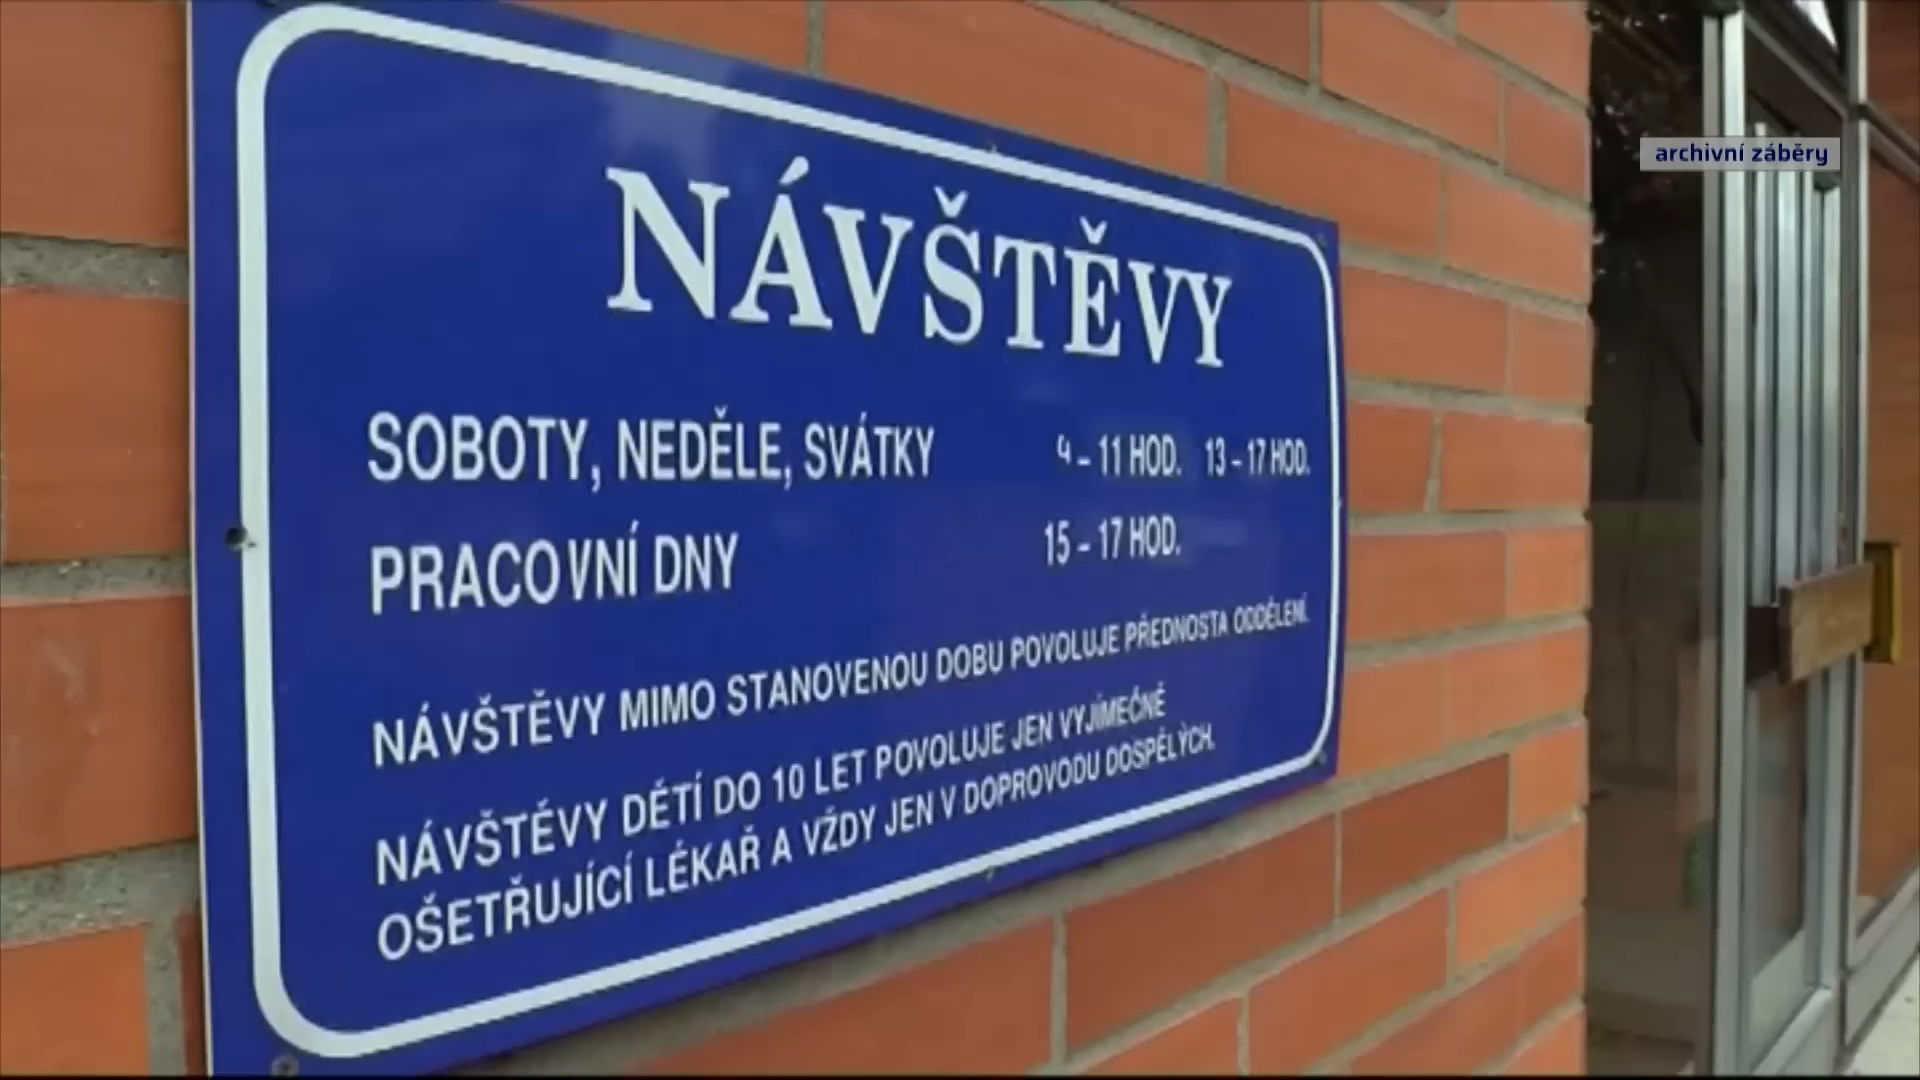 archivní záběry
NÁVŠTĚVY
SOBOTY, NEDĚLE, SVÁTKY 9 - 11 HOD. 13 - 17 HOD.
PRACOVNÍ DNY 15 - 17 HOD.
NÁVŠTĚVY MIMO STANOVENOU DOBU POVOLUJE PŘEDNOSTA ODDĚLENÍ.
NÁVŠTĚVY DĚTÍ DO 10 LET POVOLUJE JEN VYJÍMEČNĚ
OŠETŘUJÍCÍ LÉKAŘ A VŽDY JEN V DOPROVODU DOSPĚLÝCH.